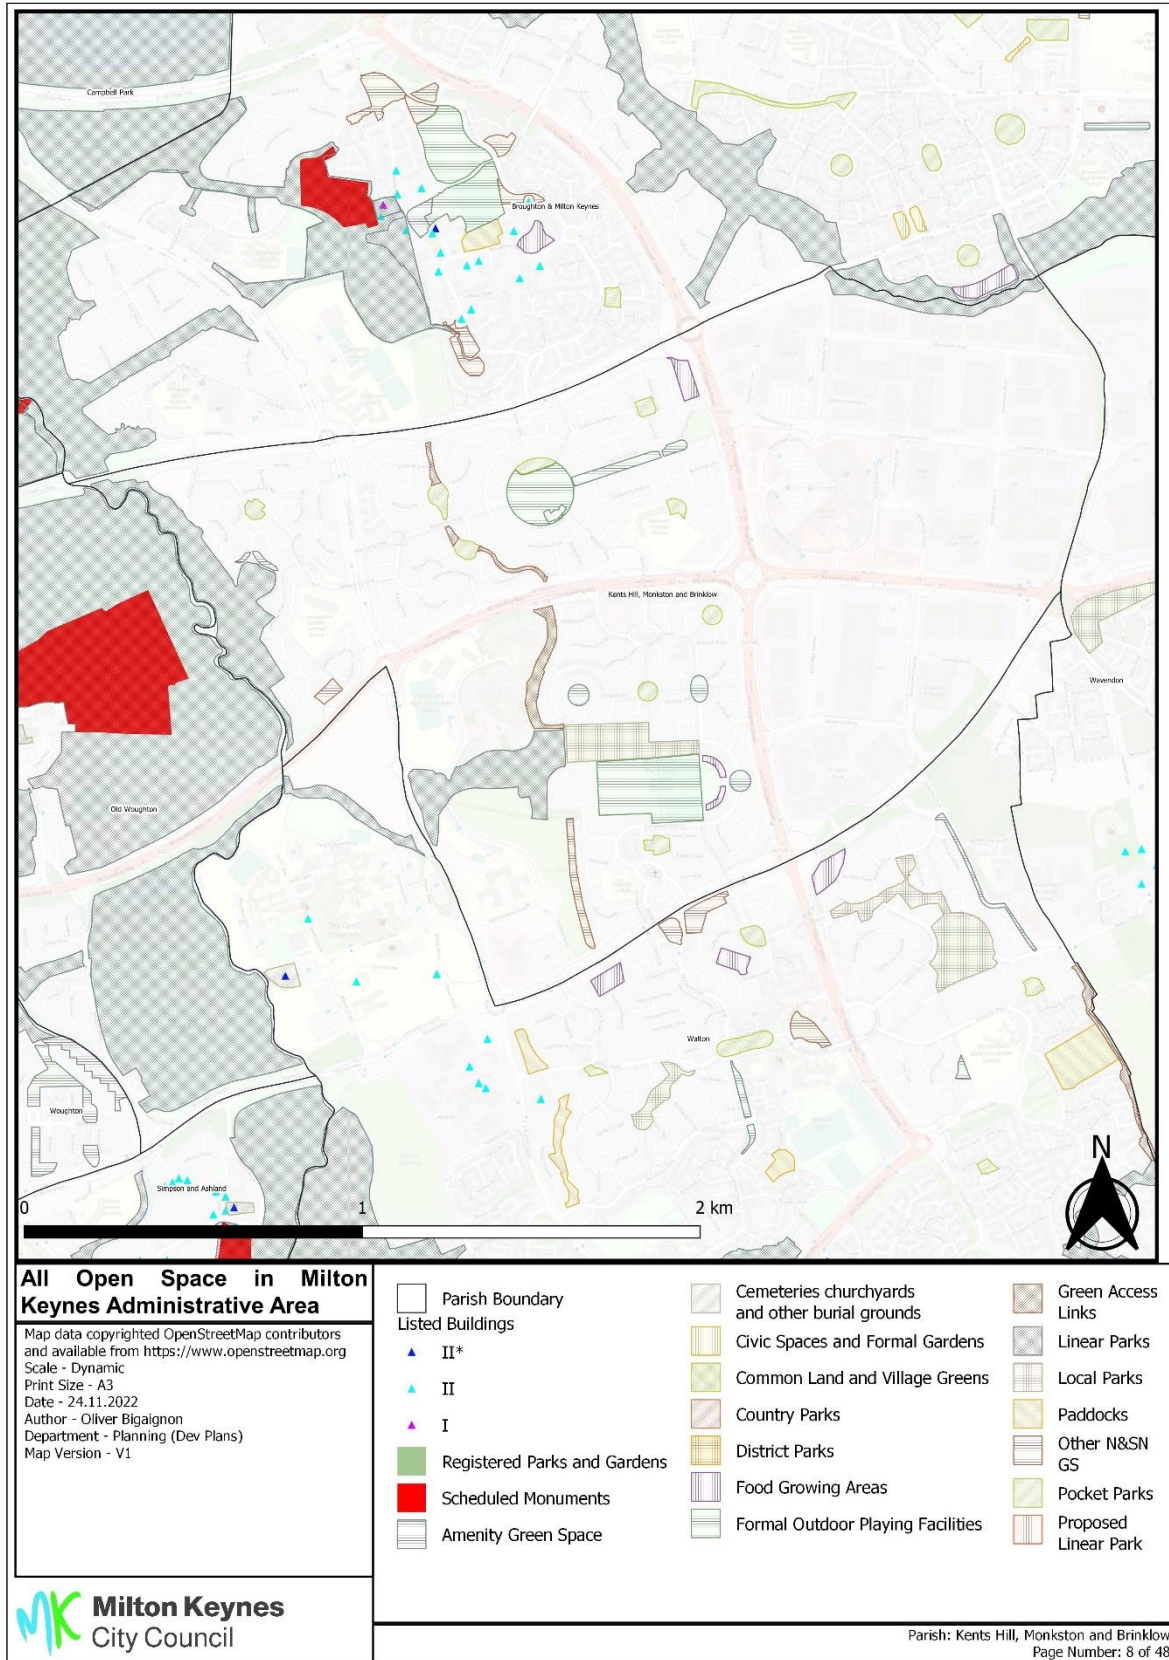 Campbell Park
Broughton & Milton Keynes
Kents Hill, Monkston and Brinklow
Wavendon
Old Woughton
Walton
Woughton
Simpson and Ashland
N
0 1 2 km
All Open Space in Milton
Keynes Administrative Area
Map data copyrighted OpenStreetMap contributors
and available from https://www.openstreetmap.org
Scale - Dynamic
Print Size - A3
Date - 24.11.2022
Author - Oliver Bigaignon
Department - Planning (Dev Plans)
Map Version - V1
Milton Keynes
City Council
Parish Boundary
Listed Buildings
II*
II
I
Registered Parks and Gardens
Scheduled Monuments
Amenity Green Space
Cemeteries churchyards
and other burial grounds
Civic Spaces and Formal Gardens
Common Land and Village Greens
Country Parks
District Parks
Food Growing Areas
Formal Outdoor Playing Facilities
Green Access
Links
Linear Parks
Local Parks
Paddocks
Other N&SN
GS
Pocket Parks
Proposed
Linear Park
Parish: Kents Hill, Monkston and Brinklow
Page Number: 8 of 48